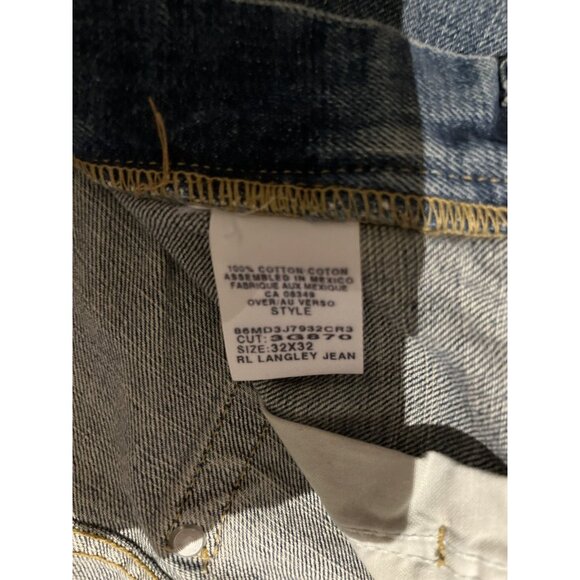 100% COTTON-COTON
ASSEMBLED IN MEXICO
FABRIQUE AUX MEXIQUE
CA 08349
OVER/AU VERSO
STYLE
86MD3J7932CR3
CUT: 3G870
SIZE: 32X32
RL LANGLEY JEAN